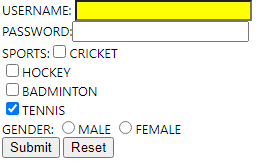 USERNAME:
PASSWORD:
SPORTS: CRICKET
HOCKEY
BADMINTON
TENNIS
GENDER: MALE FEMALE
Submit Reset